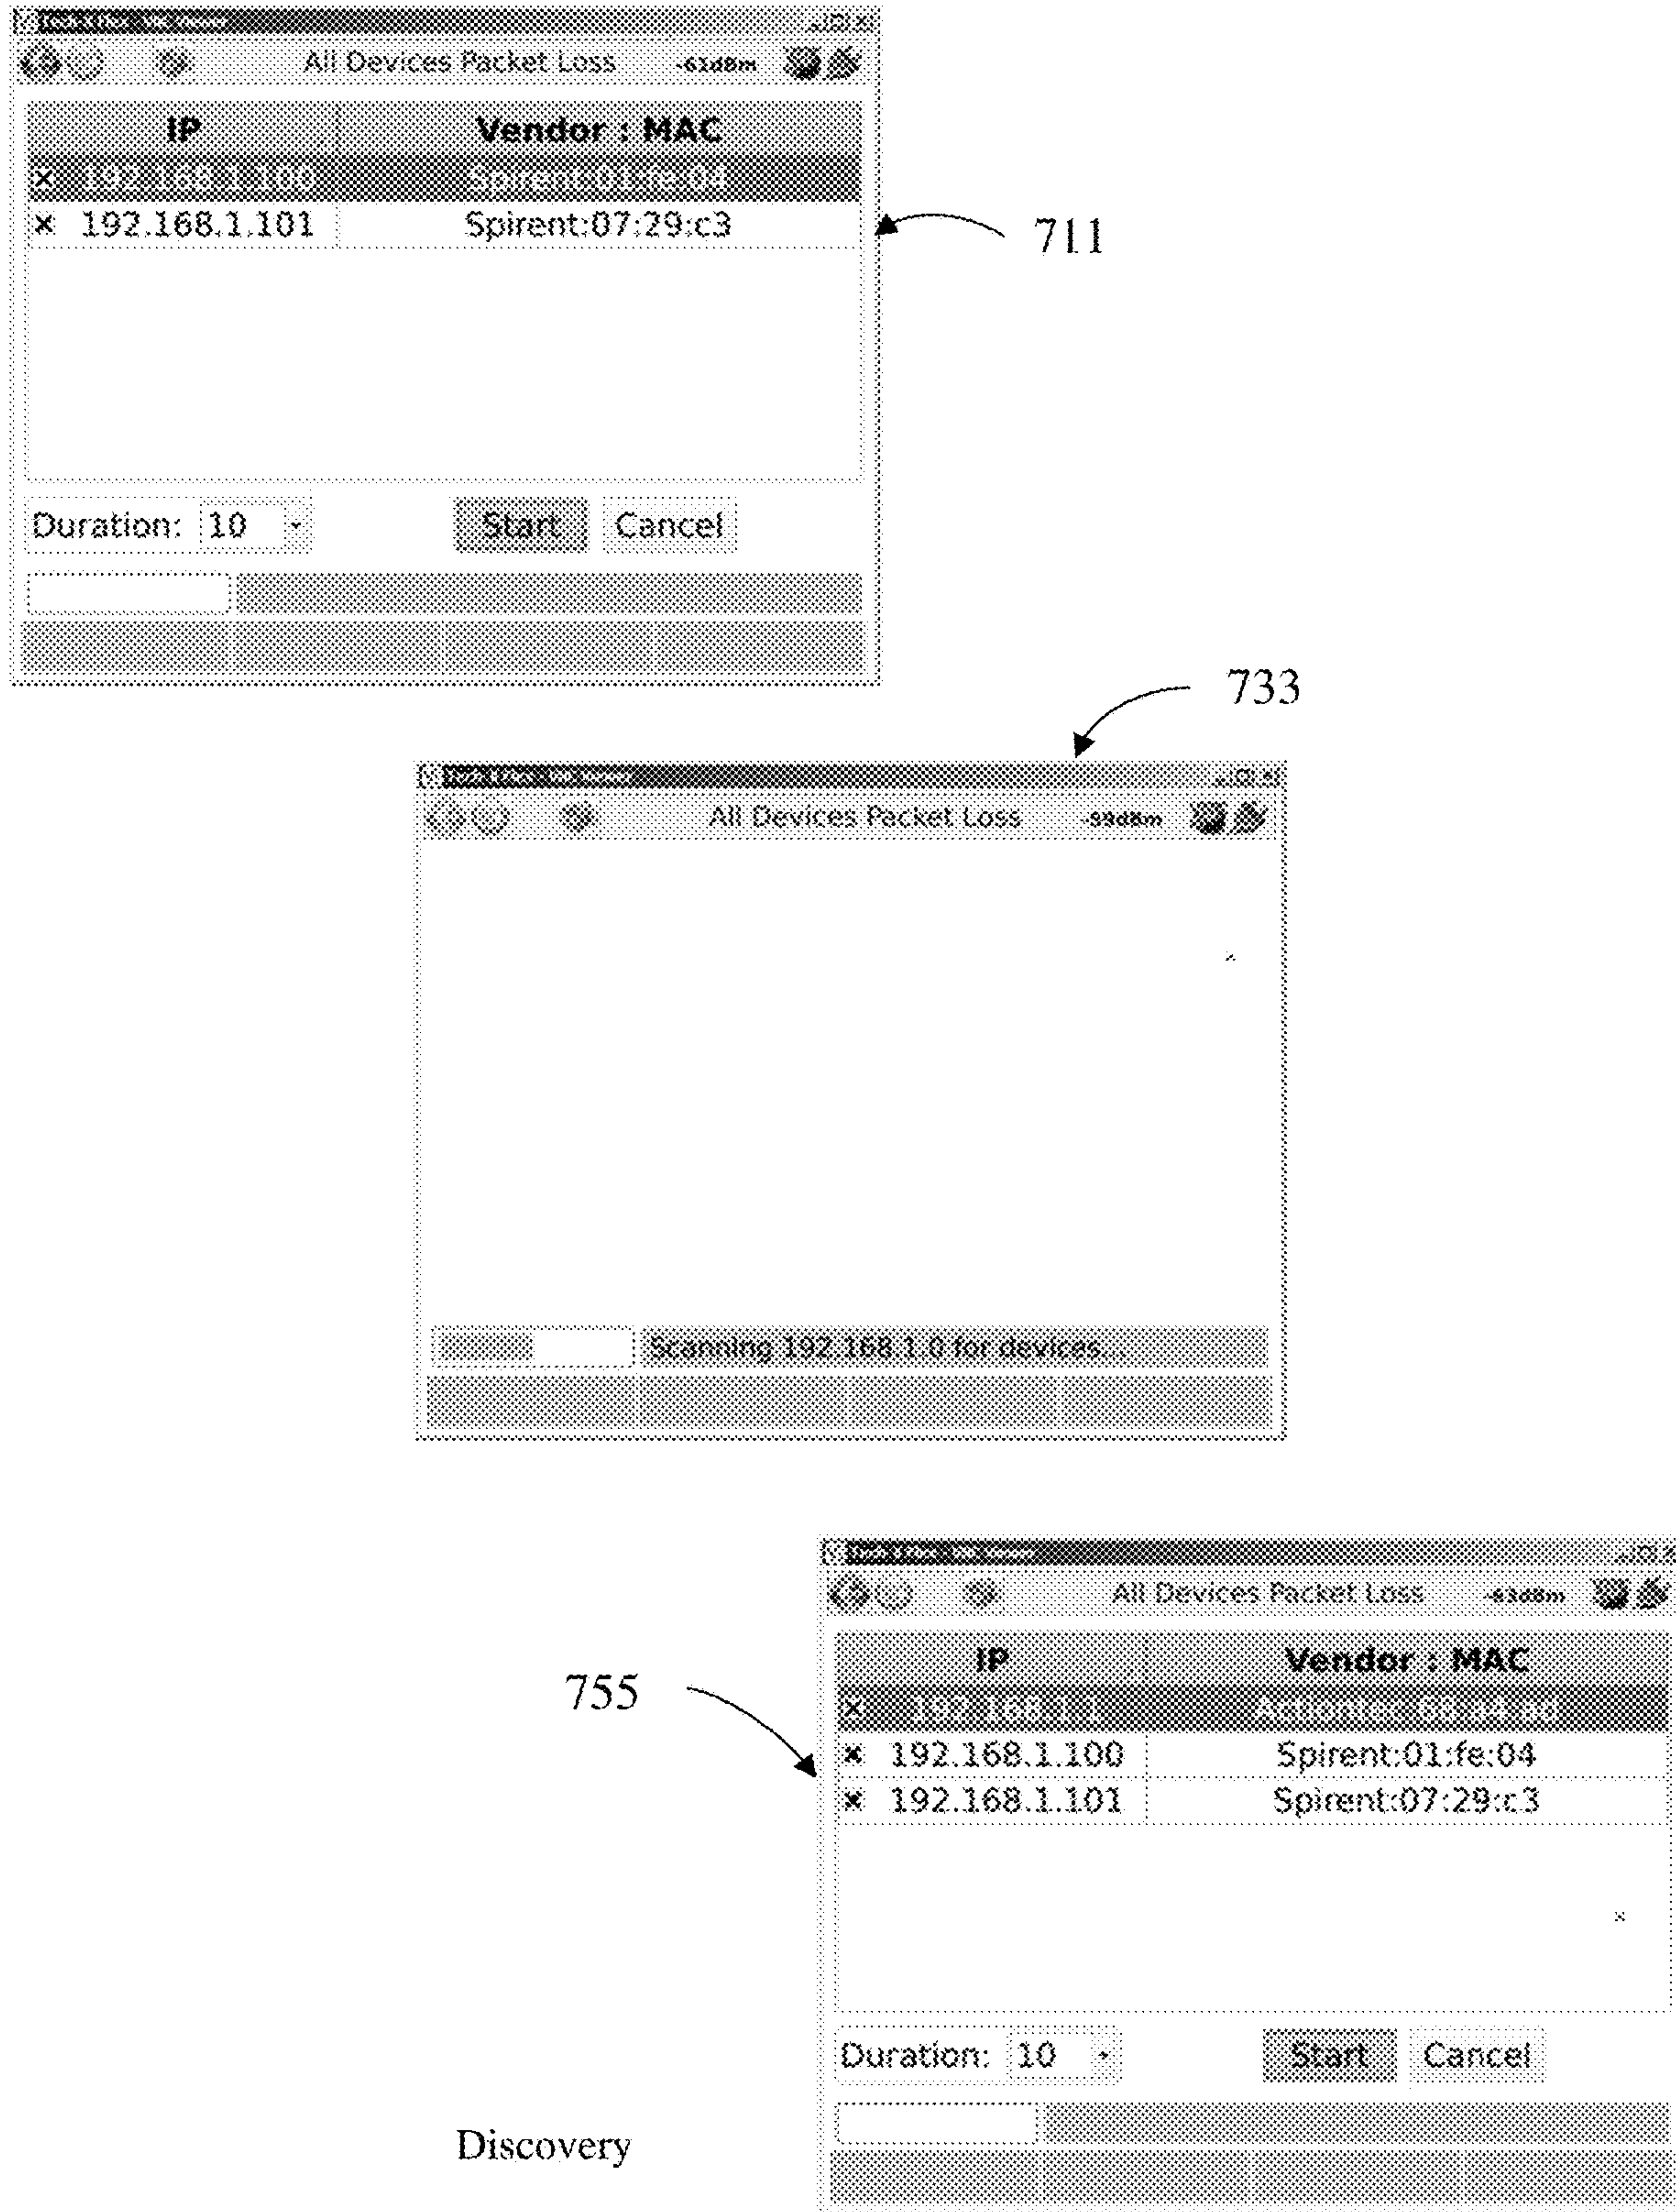 All Devices Packet Loss -61dBm
IP Vendor : MAC
× 192.168.1.100 Spirent:01:fe:04
× 192.168.1.101 Spirent:07:29:c3
711
Duration: 10 Start Cancel
733
All Devices Packet Loss -59dBm
Scanning 192.168.1.0 for devices...
All Devices Packet Loss -63dBm
IP Vendor : MAC
755
× 192.168.1.1
× 192.168.1.100 Spirent:01:fe:04
× 192.168.1.101 Spirent:07:29:c3
Duration: 10 Start Cancel
Discovery